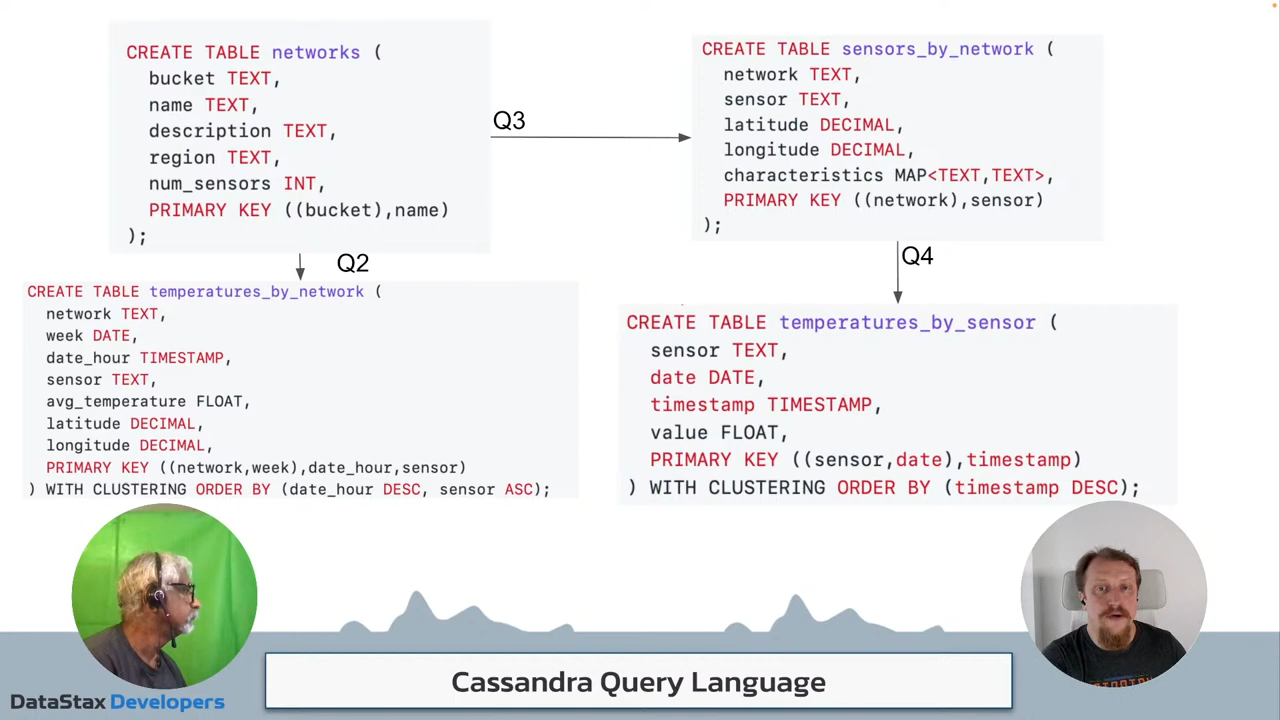 CREATE TABLE networks (
bucket TEXT,
name TEXT,
description TEXT,
region TEXT,
num_sensors INT,
PRIMARY KEY ((bucket),name)
);
Q3
CREATE TABLE sensors_by_network (
network TEXT,
sensor TEXT,
latitude DECIMAL,
longitude DECIMAL,
characteristics MAP<TEXT,TEXT>,
PRIMARY KEY ((network),sensor)
);
Q2
CREATE TABLE temperatures_by_network (
network TEXT,
week DATE,
date_hour TIMESTAMP,
sensor TEXT,
avg_temperature FLOAT,
latitude DECIMAL,
longitude DECIMAL,
PRIMARY KEY ((network,week),date_hour,sensor)
) WITH CLUSTERING ORDER BY (date_hour DESC, sensor ASC);
Q4
CREATE TABLE temperatures_by_sensor (
sensor TEXT,
date DATE,
timestamp TIMESTAMP,
value FLOAT,
PRIMARY KEY ((sensor,date),timestamp)
) WITH CLUSTERING ORDER BY (timestamp DESC);
Cassandra Query Language
DataStax Developers